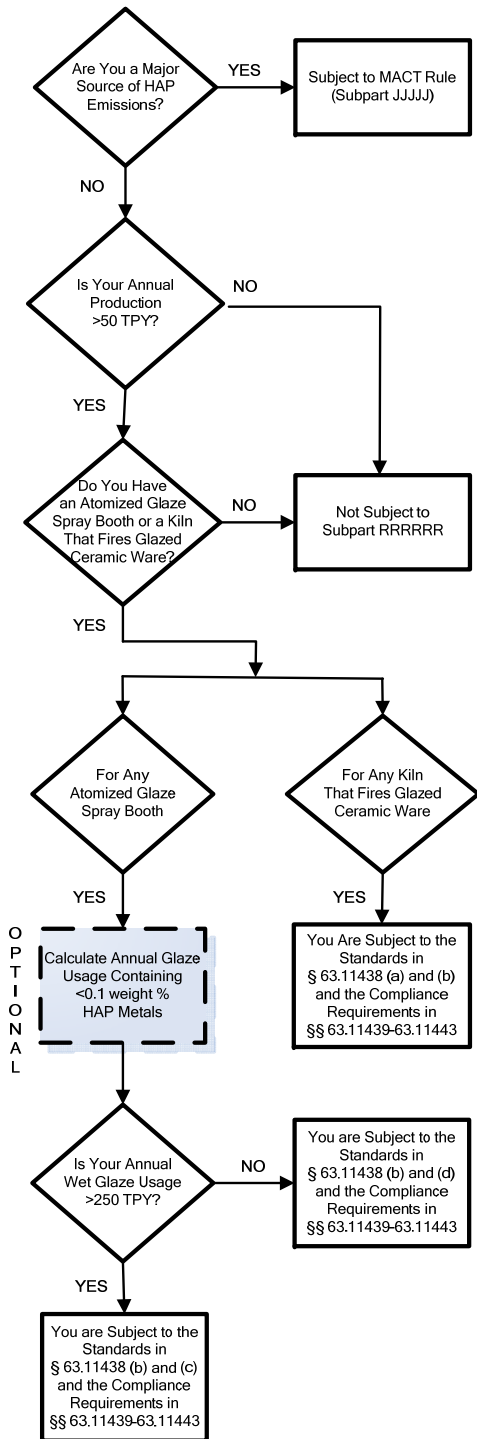 Are You a Major
Source of HAP
Emissions?
YES
Subject to MACT Rule
(Subpart JJJJJ)
NO
Is Your Annual
Production
>50 TPY?
NO
YES
Do You Have
an Atomized Glaze
Spray Booth or a Kiln
That Fires Glazed
Ceramic Ware?
NO
Not Subject to
Subpart RRRRRR
YES
For Any
Atomized Glaze
Spray Booth
For Any Kiln
That Fires Glazed
Ceramic Ware
YES
YES
OPTIONAL
Calculate Annual Glaze
Usage Containing
<0.1 weight %
HAP Metals
You Are Subject to the
Standards in
§ 63.11438 (a) and (b)
and the Compliance
Requirements in
§§ 63.11439-63.11443
Is Your Annual
Wet Glaze Usage
>250 TPY?
NO
You are Subject to the
Standards in
§ 63.11438 (b) and (d)
and the Compliance
Requirements in
§§ 63.11439-63.11443
YES
You are Subject to the
Standards in
§ 63.11438 (b) and (c)
and the Compliance
Requirements in
§§ 63.11439-63.11443